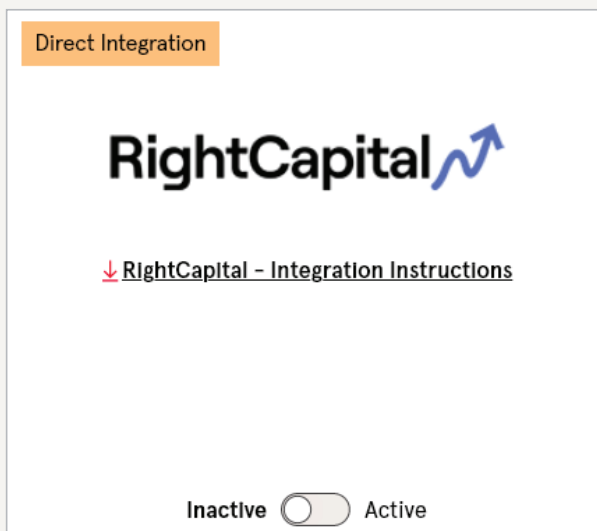 Direct Integration
RightCapital
RightCapital - Integration Instructions
Inactive Active